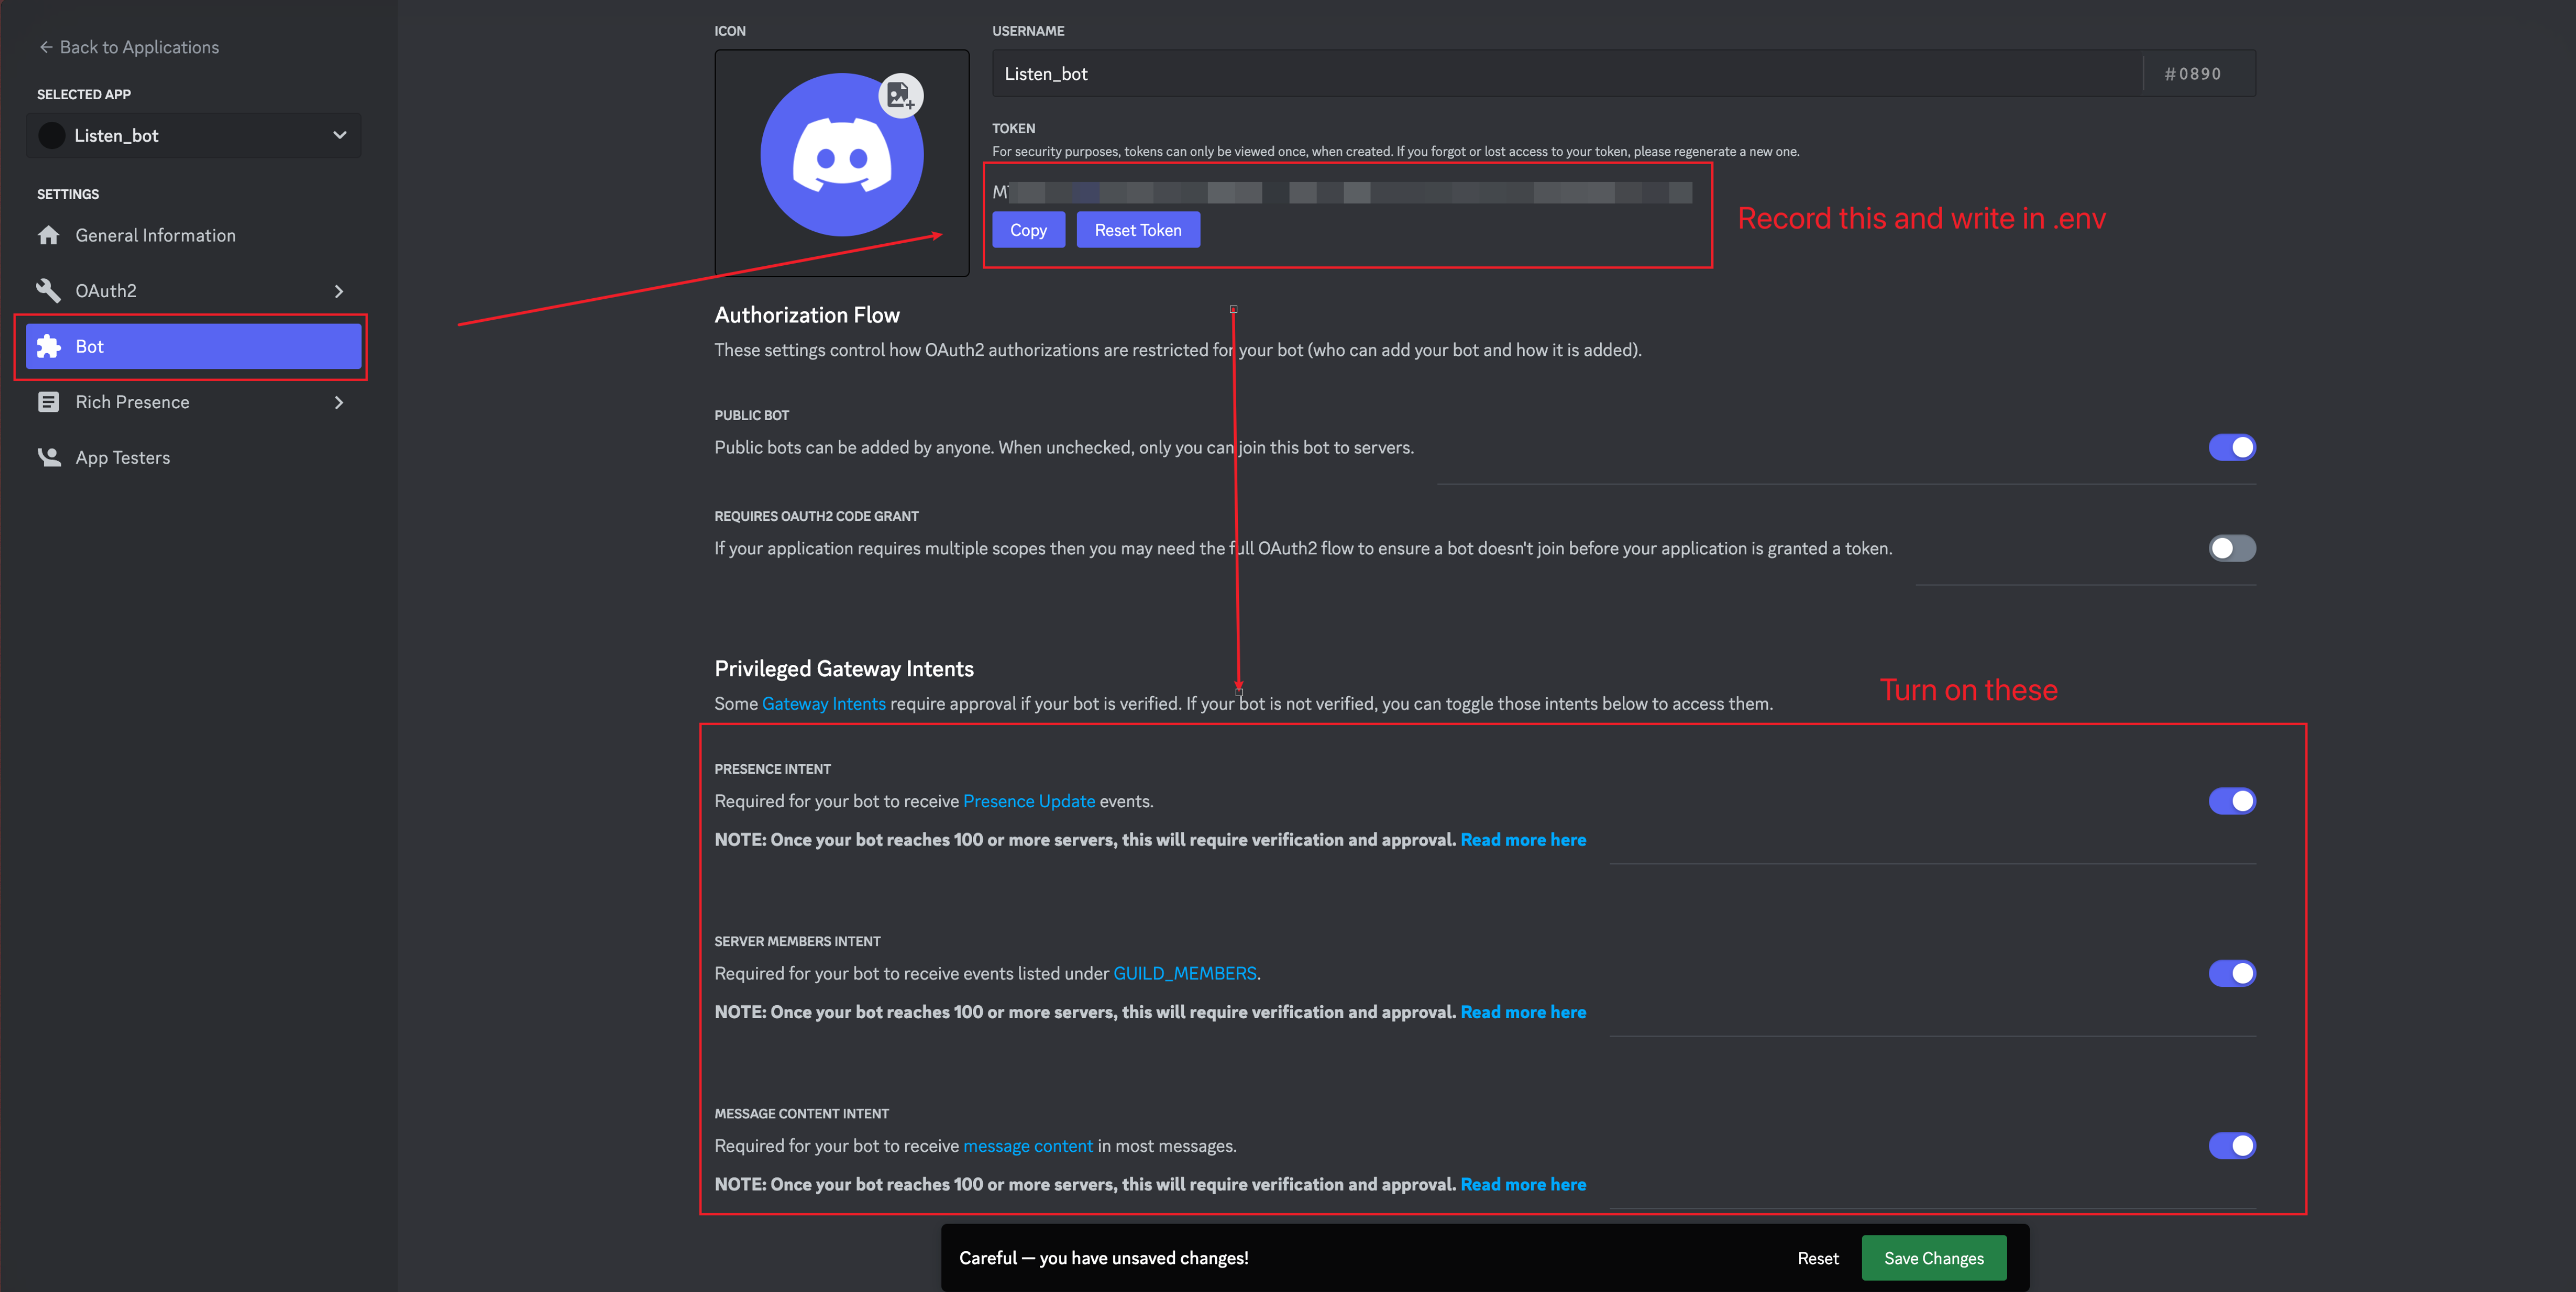 ← Back to Applications
SELECTED APP
Listen_bot
SETTINGS
General Information
OAuth2
Bot
Rich Presence
App Testers
ICON
USERNAME
Listen_bot
#0890
TOKEN
For security purposes, tokens can only be viewed once, when created. If you forgot or lost access to your token, please regenerate a new one.
Copy
Reset Token
Record this and write in .env
Authorization Flow
These settings control how OAuth2 authorizations are restricted for your bot (who can add your bot and how it is added).
PUBLIC BOT
Public bots can be added by anyone. When unchecked, only you can join this bot to servers.
REQUIRES OAUTH2 CODE GRANT
If your application requires multiple scopes then you may need the full OAuth2 flow to ensure a bot doesn't join before your application is granted a token.
Privileged Gateway Intents
Some Gateway Intents require approval if your bot is verified. If your bot is not verified, you can toggle those intents below to access them.
Turn on these
PRESENCE INTENT
Required for your bot to receive Presence Update events.
NOTE: Once your bot reaches 100 or more servers, this will require verification and approval. Read more here
SERVER MEMBERS INTENT
Required for your bot to receive events listed under GUILD_MEMBERS.
NOTE: Once your bot reaches 100 or more servers, this will require verification and approval. Read more here
MESSAGE CONTENT INTENT
Required for your bot to receive message content in most messages.
NOTE: Once your bot reaches 100 or more servers, this will require verification and approval. Read more here
Careful — you have unsaved changes!
Reset
Save Changes